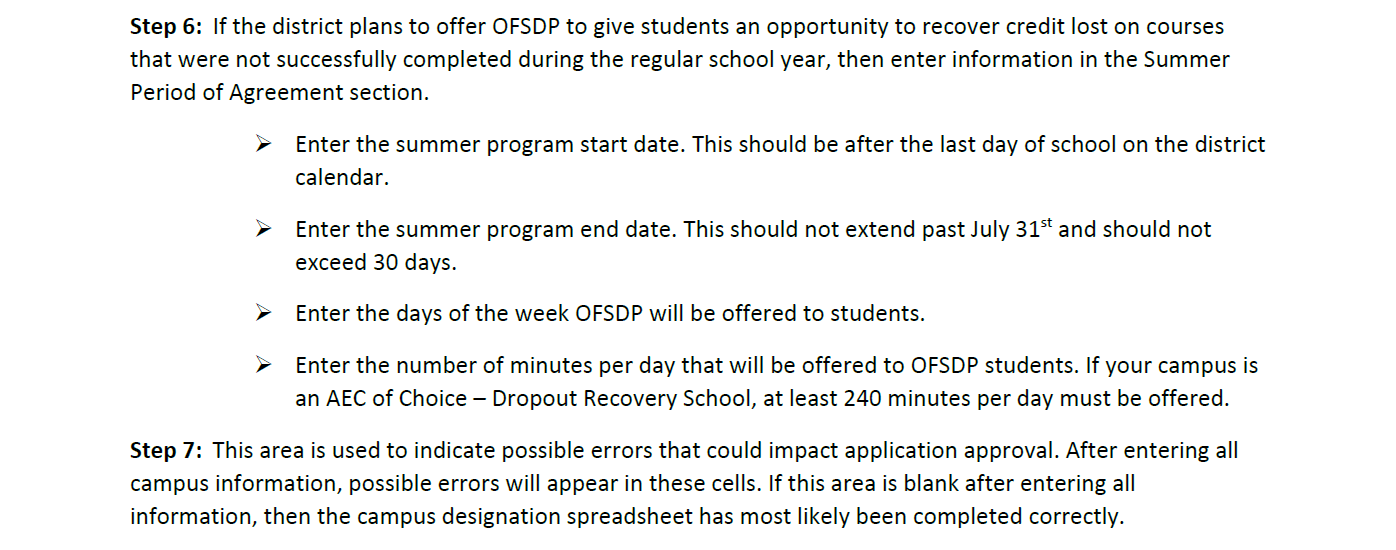 Step 6: If the district plans to offer OFSDP to give students an opportunity to recover credit lost on courses
that were not successfully completed during the regular school year, then enter information in the Summer
Period of Agreement section.
➢ Enter the summer program start date. This should be after the last day of school on the district
calendar.
➢ Enter the summer program end date. This should not extend past July 31st and should not
exceed 30 days.
➢ Enter the days of the week OFSDP will be offered to students.
➢ Enter the number of minutes per day that will be offered to OFSDP students. If your campus is
an AEC of Choice – Dropout Recovery School, at least 240 minutes per day must be offered.
Step 7: This area is used to indicate possible errors that could impact application approval. After entering all
campus information, possible errors will appear in these cells. If this area is blank after entering all
information, then the campus designation spreadsheet has most likely been completed correctly.